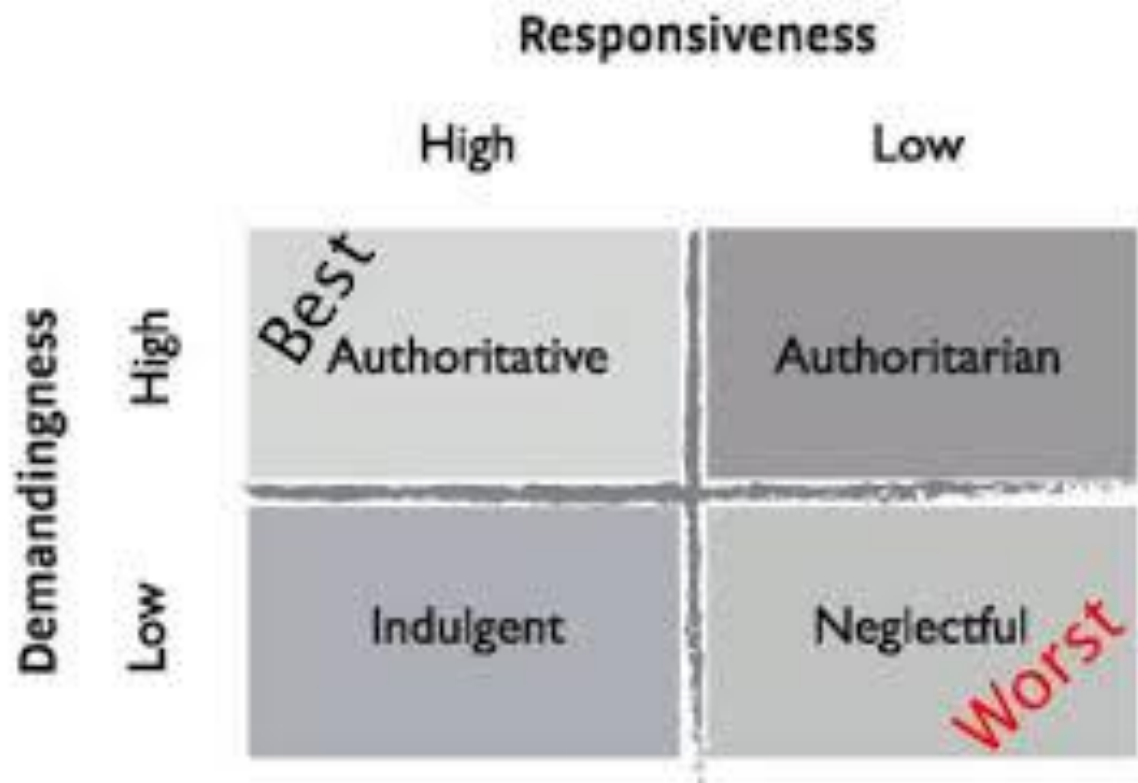 Responsiveness
High Low
Demandingness
High
Best
Authoritative Authoritarian
Low
Indulgent Neglectful
Worst